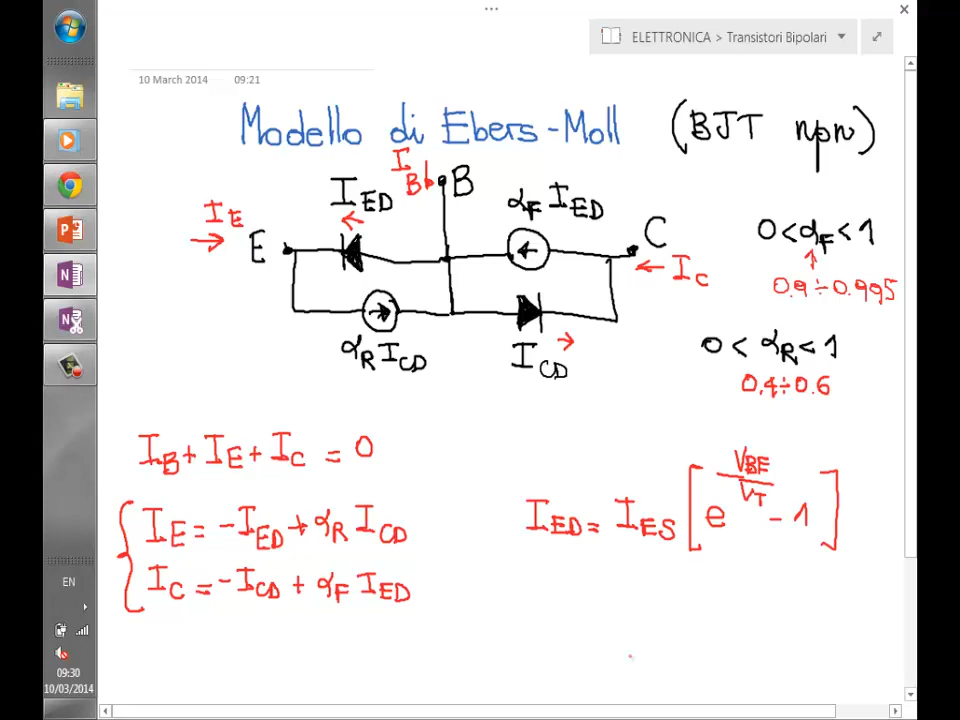 ELETTRONICA > Transistori Bipolari
10 March 2014 09:21
Modello di Ebers-Moll (BJT npn)
I_B B
I_E I_ED α_F I_ED
E C
I_C
α_R I_CD I_CD
0 < α_F < 1
0.9 ÷ 0.995
0 < α_R < 1
0.4 ÷ 0.6
I_B + I_E + I_C = 0
I_E = -I_ED + α_R I_CD
I_C = -I_CD + α_F I_ED
I_ED = I_ES [e^(V_BE/V_T) - 1]
EN
09:30
10/03/2014